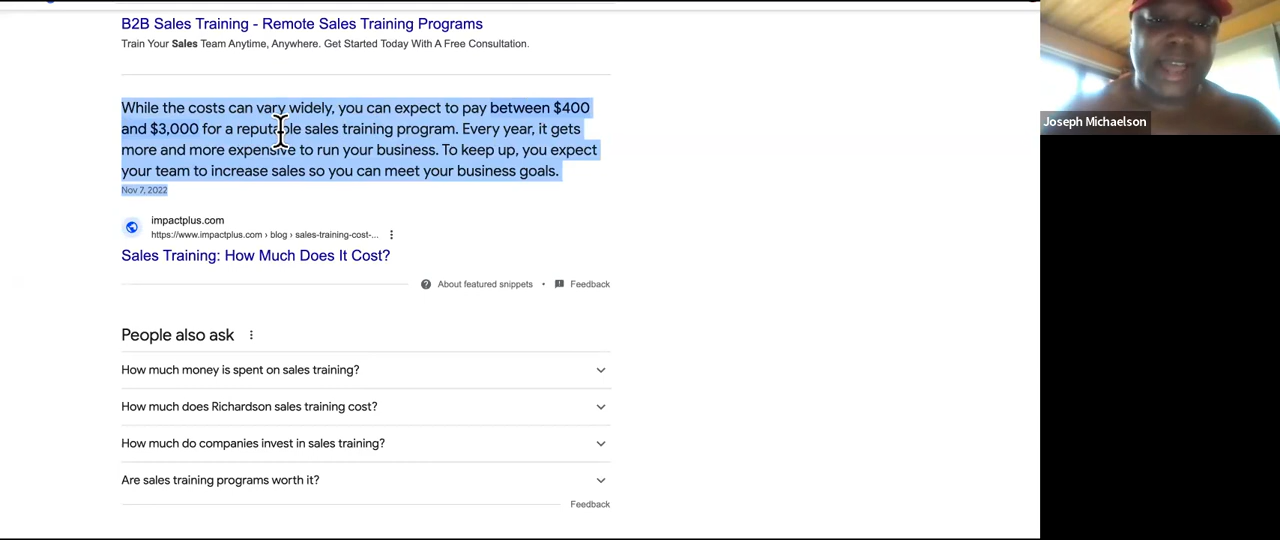 B2B Sales Training - Remote Sales Training Programs
Train Your Sales Team Anytime, Anywhere. Get Started Today With A Free Consultation.
While the costs can vary widely, you can expect to pay between $400
and $3,000 for a reputable sales training program. Every year, it gets
more and more expensive to run your business. To keep up, you expect
your team to increase sales so you can meet your business goals.
Nov 7, 2022
impactplus.com
https://www.impactplus.com › blog › sales-training-cost-...
Sales Training: How Much Does It Cost?
About featured snippets • Feedback
People also ask
How much money is spent on sales training?
How much does Richardson sales training cost?
How much do companies invest in sales training?
Are sales training programs worth it?
Feedback
Joseph Michaelson